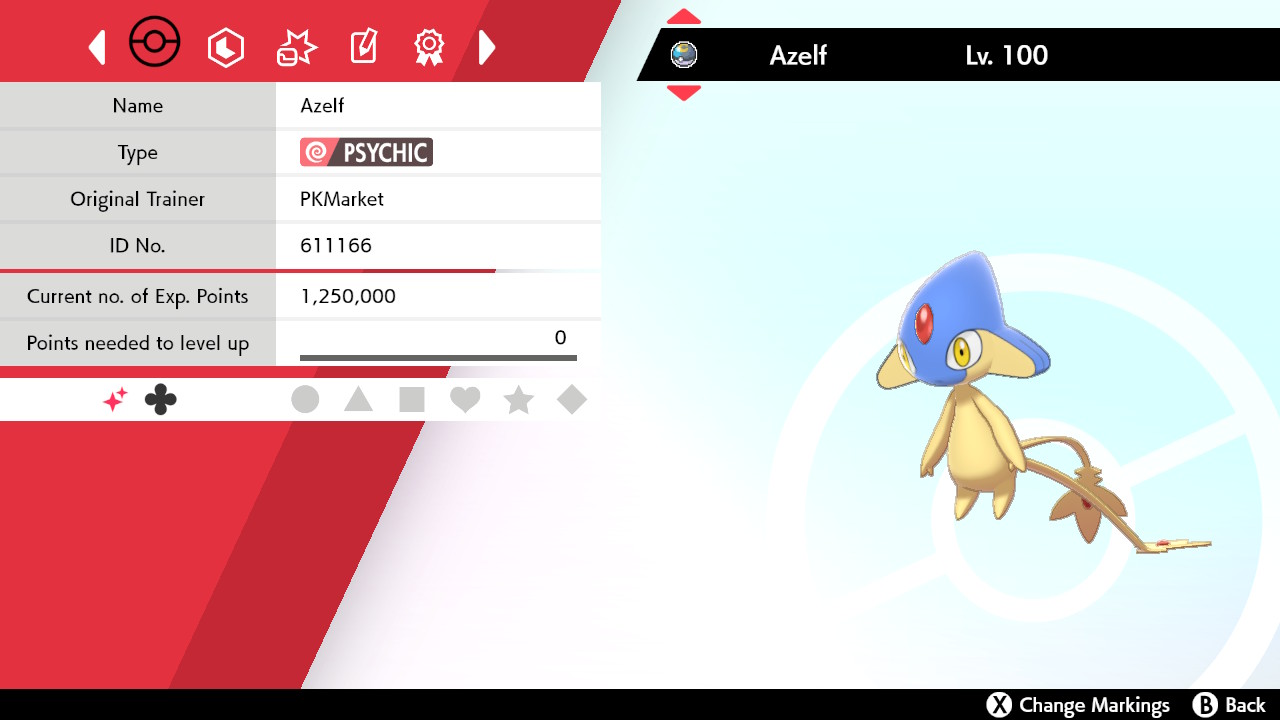 Azelf Lv. 100
Name Azelf
Type PSYCHIC
Original Trainer PKMarket
ID No. 611166
Current no. of Exp. Points 1,250,000
Points needed to level up 0
X Change Markings B Back